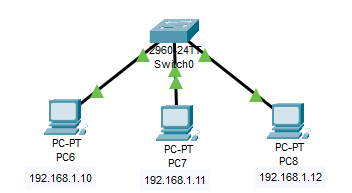 2960-24TT
Switch0
PC-PT
PC6
192.168.1.10
PC-PT
PC7
192.168.1.11
PC-PT
PC8
192.168.1.12